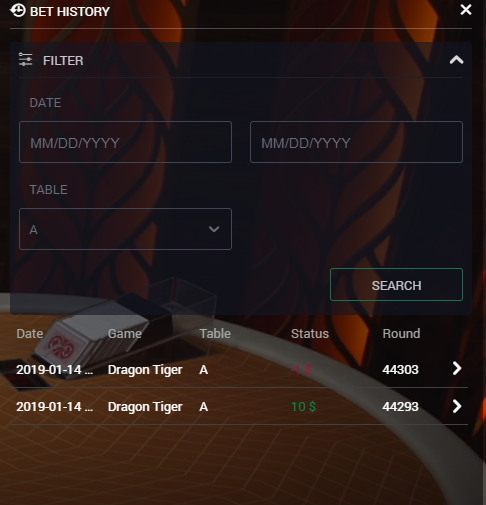 BET HISTORY
FILTER
DATE
MM/DD/YYYY MM/DD/YYYY
TABLE
A
SEARCH
Date Game Table Status Round
2019-01-14 ... Dragon Tiger A 44303
2019-01-14 ... Dragon Tiger A 10 $ 44293